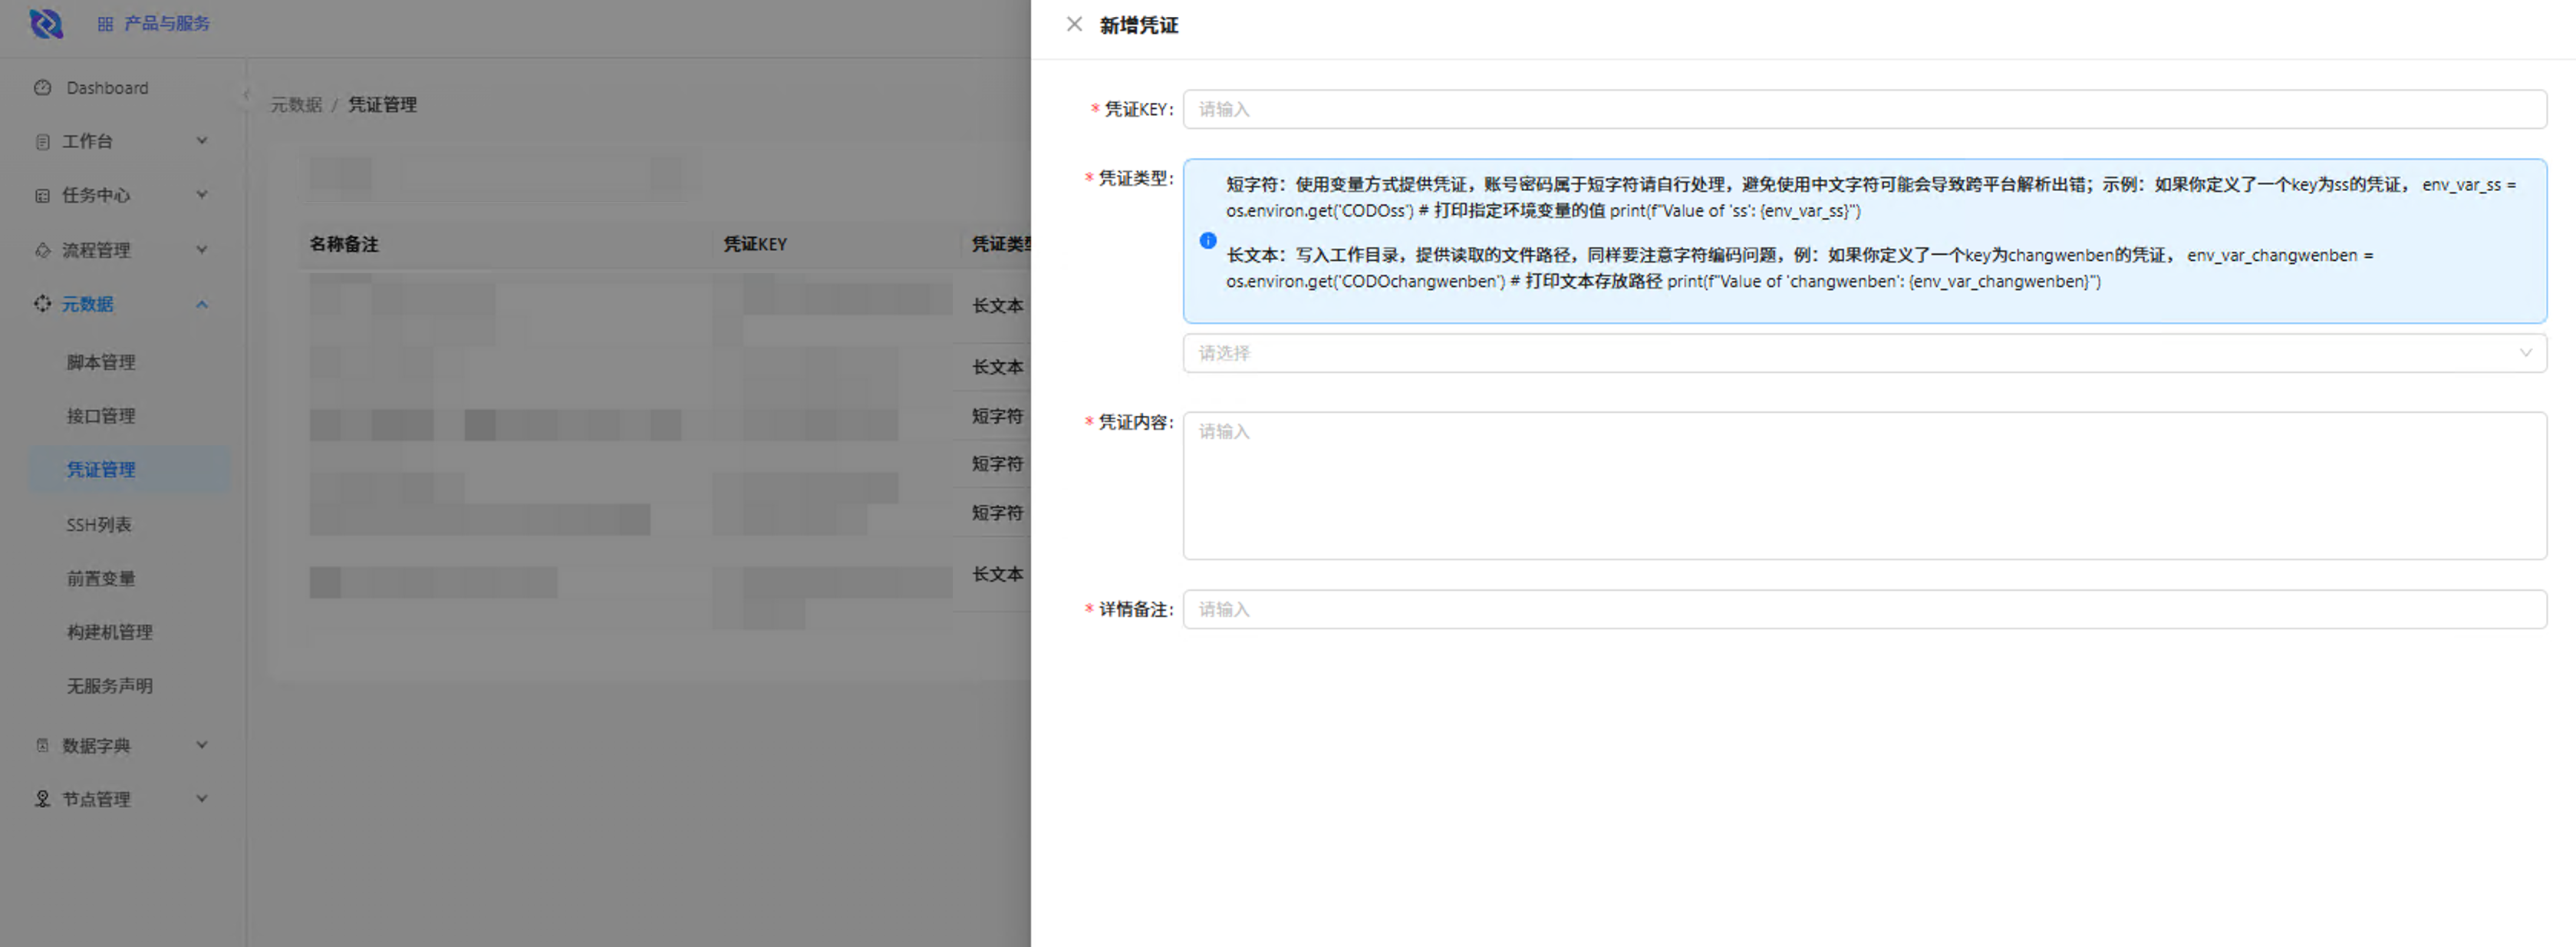 产品与服务
Dashboard
工作台
任务中心
流程管理
元数据
脚本管理
接口管理
凭证管理
SSH列表
前置变量
构建机管理
无服务声明
数据字典
节点管理
元数据 / 凭证管理
名称备注 凭证KEY 凭证类型
长文本
长文本
短字符
短字符
短字符
长文本
新增凭证
* 凭证KEY: 请输入
* 凭证类型:
短字符：使用变量方式提供凭证，账号密码属于短字符请自行处理，避免使用中文字符可能会导致跨平台解析出错；示例：如果你定义了一个key为ss的凭证， env_var_ss =
os.environ.get('CODOss') # 打印指定环境变量的值 print(f"Value of 'ss': {env_var_ss}")
长文本：写入工作目录，提供读取的文件路径，同样要注意字符编码问题，例：如果你定义了一个key为changwenben的凭证， env_var_changwenben =
os.environ.get('CODOchangwenben') # 打印文本存放路径 print(f"Value of 'changwenben': {env_var_changwenben}")
请选择
* 凭证内容: 请输入
* 详情备注: 请输入